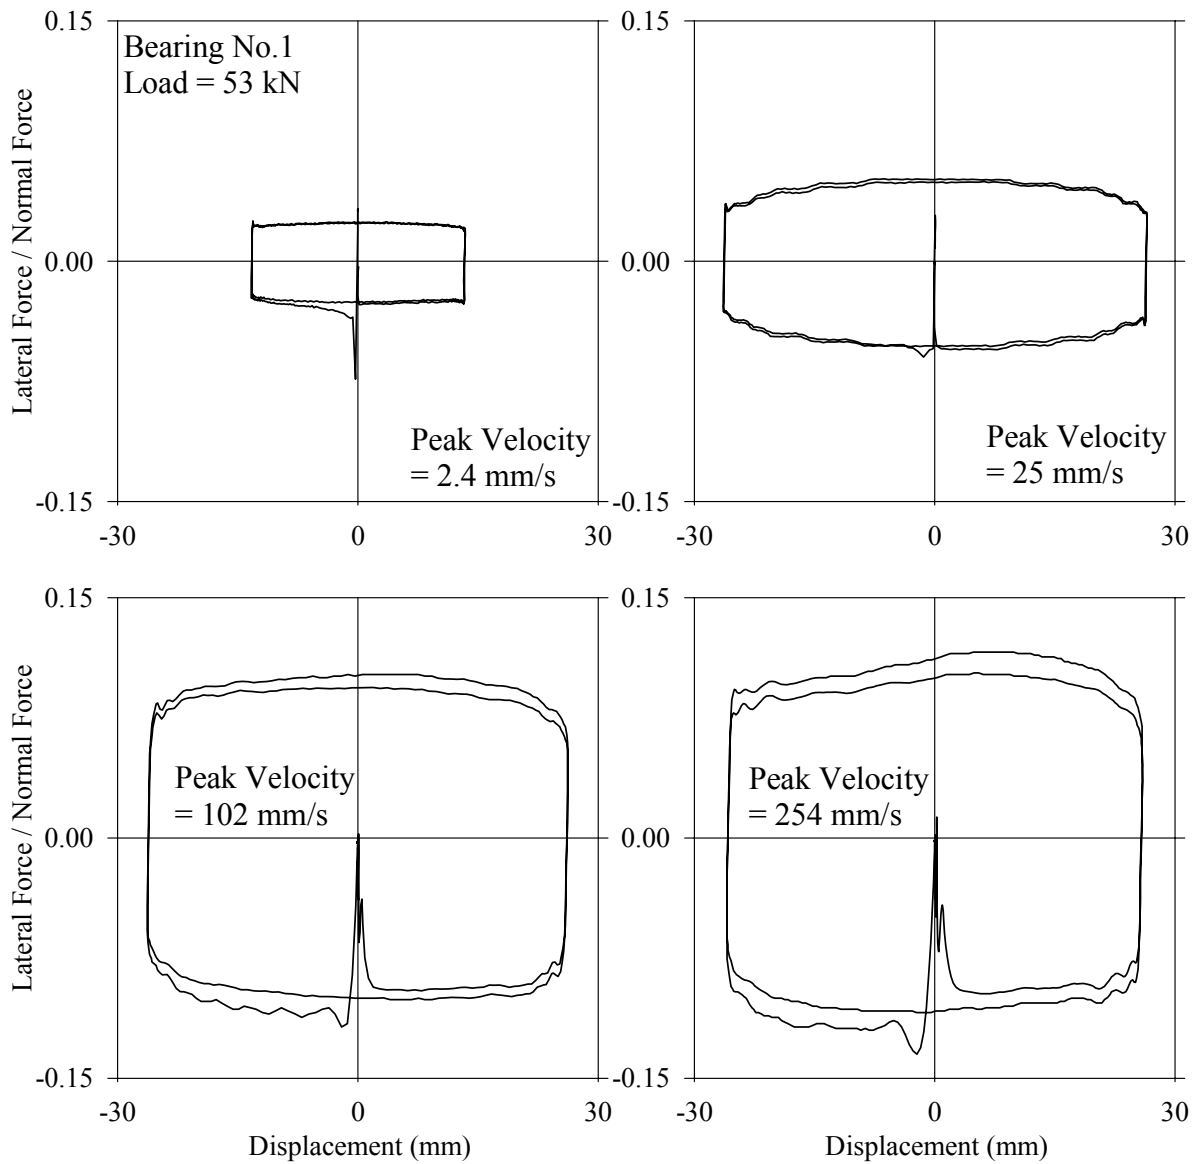 0.15
Bearing No.1
Load = 53 kN
0.00
-0.15
-30
0
30
Peak Velocity
= 2.4 mm/s
Lateral Force / Normal Force
0.15
0.00
-0.15
-30
0
30
Peak Velocity
= 25 mm/s
0.15
0.00
-0.15
-30
0
30
Peak Velocity
= 102 mm/s
Lateral Force / Normal Force
Displacement (mm)
0.15
0.00
-0.15
-30
0
30
Peak Velocity
= 254 mm/s
Displacement (mm)